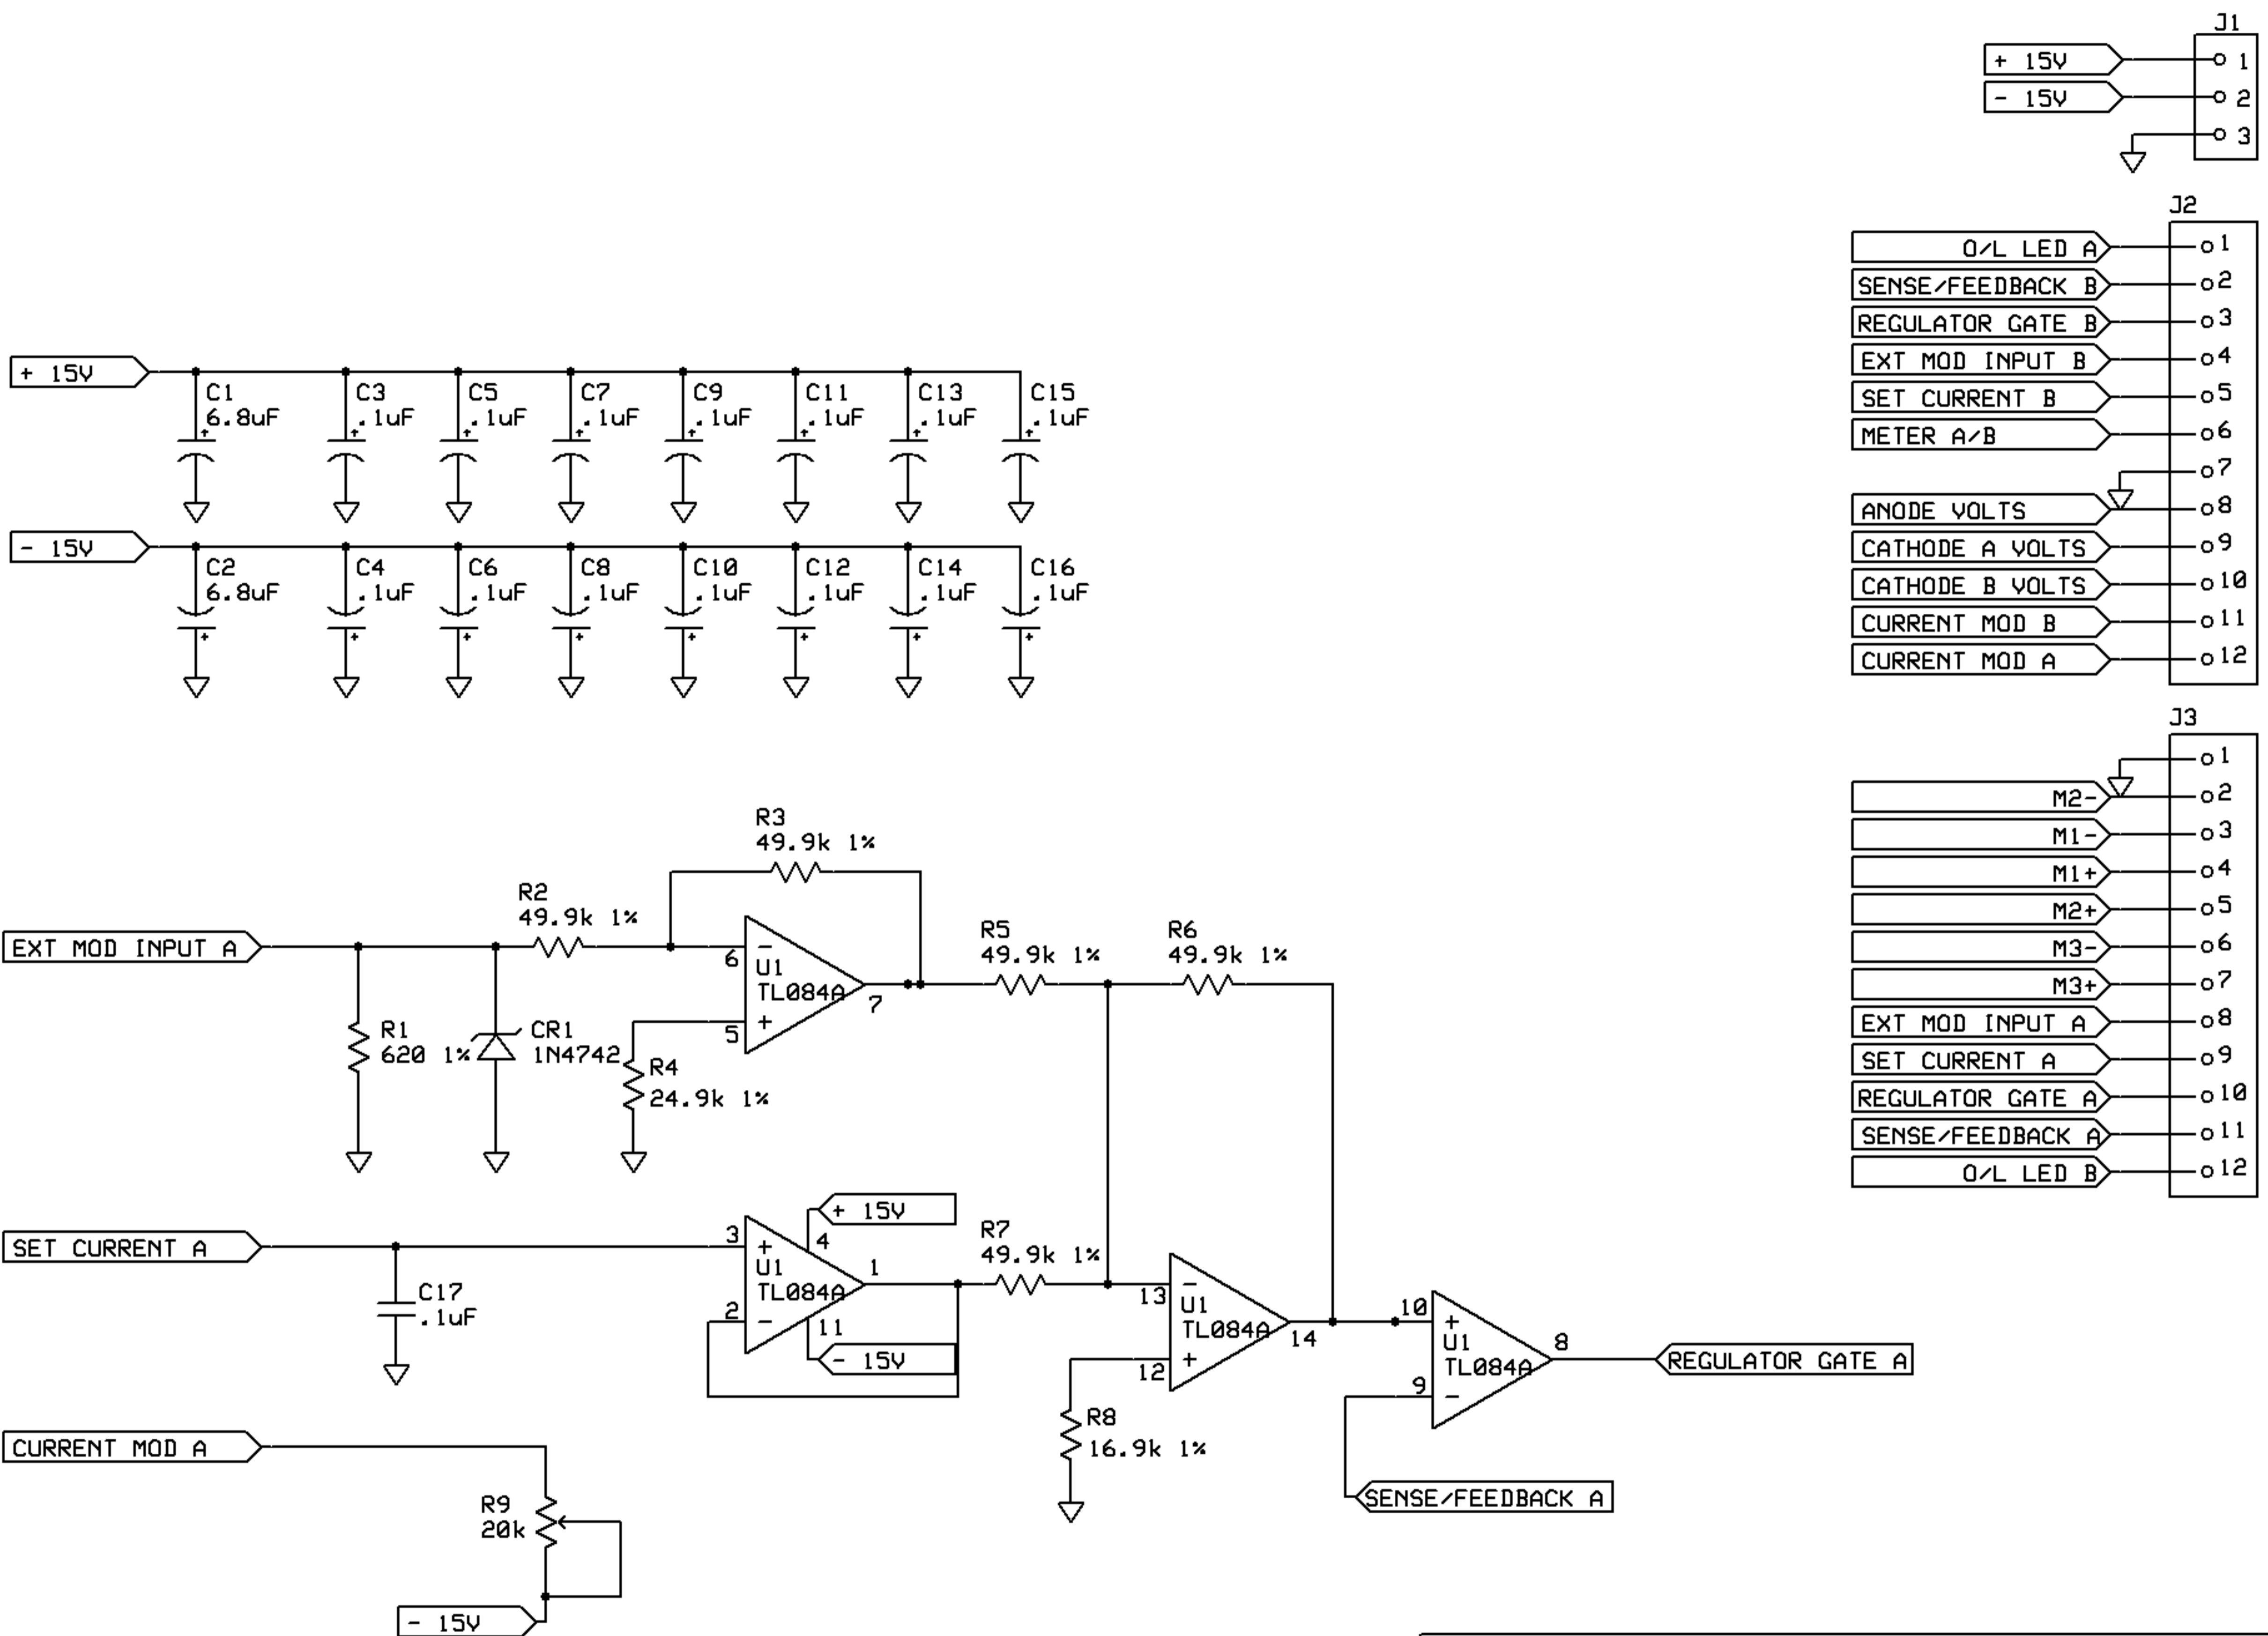 J1
+ 15V
1
- 15V
2
3
J2
O/L LED A
1
SENSE/FEEDBACK B
2
REGULATOR GATE B
3
EXT MOD INPUT B
4
SET CURRENT B
5
METER A/B
6
7
ANODE VOLTS
8
CATHODE A VOLTS
9
CATHODE B VOLTS
10
CURRENT MOD B
11
CURRENT MOD A
12
+ 15V
C1
6.8uF
+
C3
.1uF
+
C5
.1uF
+
C7
.1uF
+
C9
.1uF
+
C11
.1uF
+
C13
.1uF
+
C15
.1uF
+
- 15V
C2
6.8uF
+
C4
.1uF
+
C6
.1uF
+
C8
.1uF
+
C10
.1uF
+
C12
.1uF
+
C14
.1uF
+
C16
.1uF
+
J3
1
M2-
2
M1-
3
M1+
4
M2+
5
M3-
6
M3+
7
EXT MOD INPUT A
8
SET CURRENT A
9
REGULATOR GATE A
10
SENSE/FEEDBACK A
11
O/L LED B
12
EXT MOD INPUT A
R1
620 1%
CR1
1N4742
R2
49.9k 1%
R3
49.9k 1%
6
-
U1
TL084A
7
5
+
R4
24.9k 1%
R5
49.9k 1%
R6
49.9k 1%
SET CURRENT A
C17
.1uF
3
+
U1
TL084A
2
-
+ 15V
4
1
11
- 15V
R7
49.9k 1%
13
-
U1
TL084A
14
12
+
R8
16.9k 1%
10
+
U1
TL084A
8
9
-
REGULATOR GATE A
SENSE/FEEDBACK A
CURRENT MOD A
R9
20k
- 15V